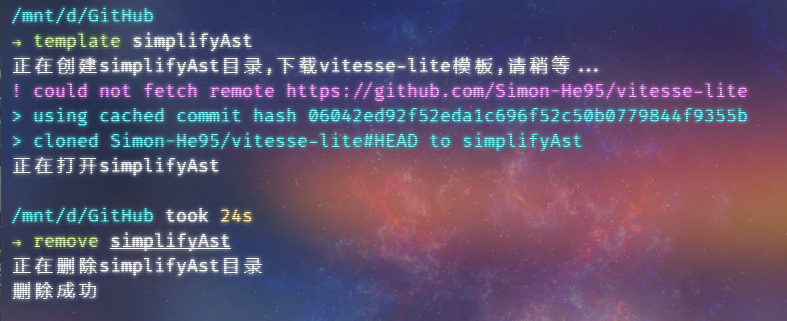 /mnt/d/GitHub
→ template simplifyAst
正在创建simplifyAst目录,下载vitesse-lite模板,请稍等 ...
! could not fetch remote https://github.com/Simon-He95/vitesse-lite
> using cached commit hash 06042ed92f52eda1c696f52c50b0779844f9355b
> cloned Simon-He95/vitesse-lite#HEAD to simplifyAst
正在打开simplifyAst
/mnt/d/GitHub took 24s
→ remove simplifyAst
正在删除simplifyAst目录
删除成功